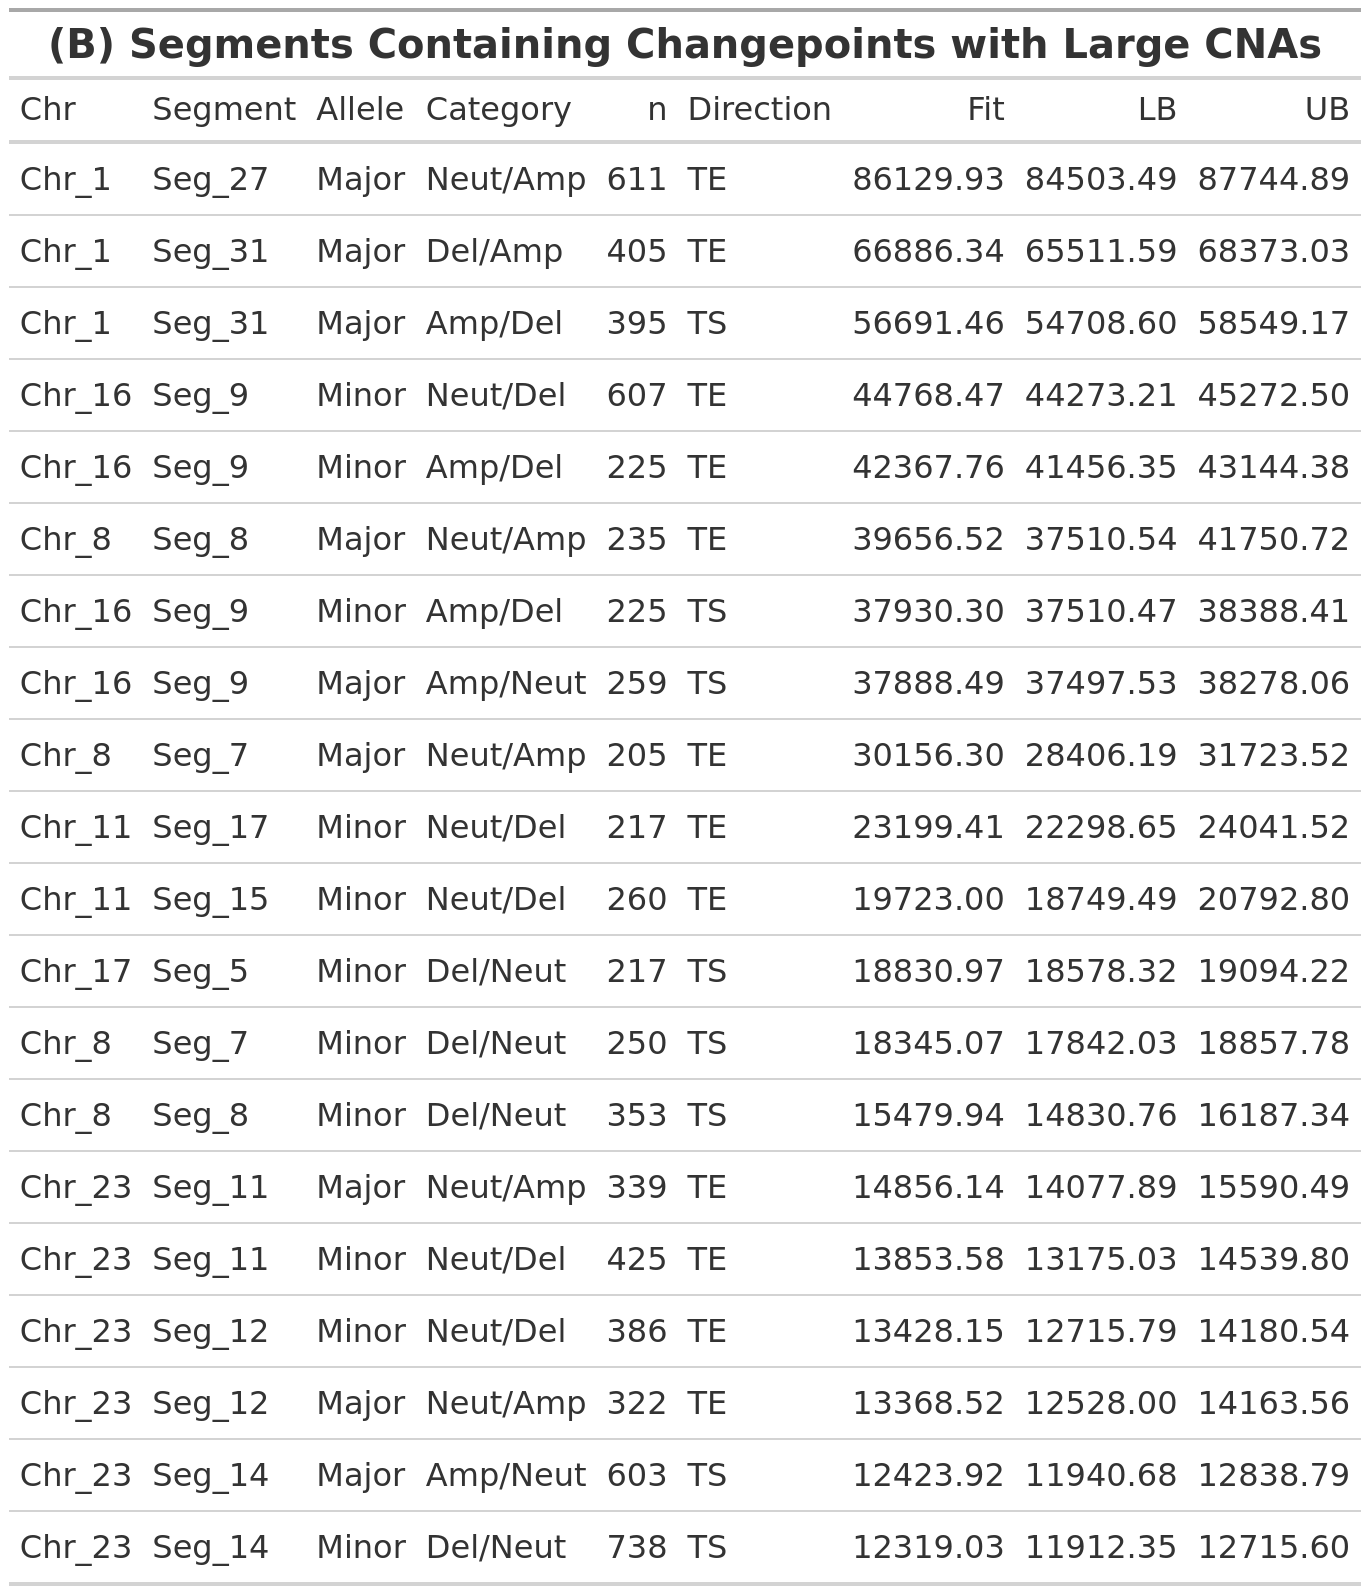 (B) Segments Containing Changepoints with Large CNAs
Chr Segment Allele Category n Direction Fit LB UB
Chr_1 Seg_27 Major Neut/Amp 611 TE 86129.93 84503.49 87744.89
Chr_1 Seg_31 Major Del/Amp 405 TE 66886.34 65511.59 68373.03
Chr_1 Seg_31 Major Amp/Del 395 TS 56691.46 54708.60 58549.17
Chr_16 Seg_9 Minor Neut/Del 607 TE 44768.47 44273.21 45272.50
Chr_16 Seg_9 Minor Amp/Del 225 TE 42367.76 41456.35 43144.38
Chr_8 Seg_8 Major Neut/Amp 235 TE 39656.52 37510.54 41750.72
Chr_16 Seg_9 Minor Amp/Del 225 TS 37930.30 37510.47 38388.41
Chr_16 Seg_9 Major Amp/Neut 259 TS 37888.49 37497.53 38278.06
Chr_8 Seg_7 Major Neut/Amp 205 TE 30156.30 28406.19 31723.52
Chr_11 Seg_17 Minor Neut/Del 217 TE 23199.41 22298.65 24041.52
Chr_11 Seg_15 Minor Neut/Del 260 TE 19723.00 18749.49 20792.80
Chr_17 Seg_5 Minor Del/Neut 217 TS 18830.97 18578.32 19094.22
Chr_8 Seg_7 Minor Del/Neut 250 TS 18345.07 17842.03 18857.78
Chr_8 Seg_8 Minor Del/Neut 353 TS 15479.94 14830.76 16187.34
Chr_23 Seg_11 Major Neut/Amp 339 TE 14856.14 14077.89 15590.49
Chr_23 Seg_11 Minor Neut/Del 425 TE 13853.58 13175.03 14539.80
Chr_23 Seg_12 Minor Neut/Del 386 TE 13428.15 12715.79 14180.54
Chr_23 Seg_12 Major Neut/Amp 322 TE 13368.52 12528.00 14163.56
Chr_23 Seg_14 Major Amp/Neut 603 TS 12423.92 11940.68 12838.79
Chr_23 Seg_14 Minor Del/Neut 738 TS 12319.03 11912.35 12715.60